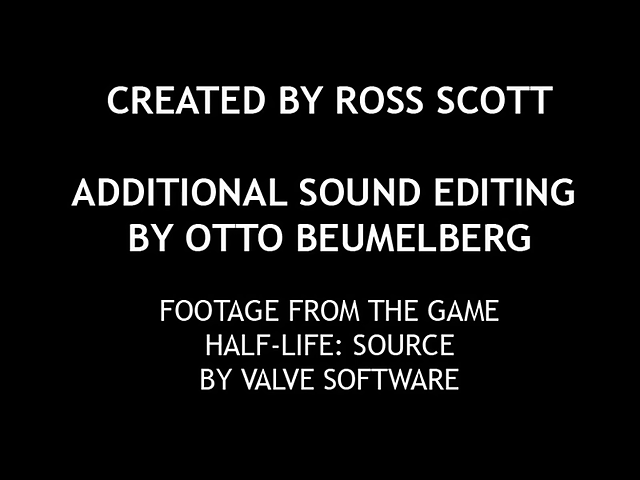 CREATED BY ROSS SCOTT
ADDITIONAL SOUND EDITING
BY OTTO BEUMELBERG
FOOTAGE FROM THE GAME
HALF-LIFE: SOURCE
BY VALVE SOFTWARE